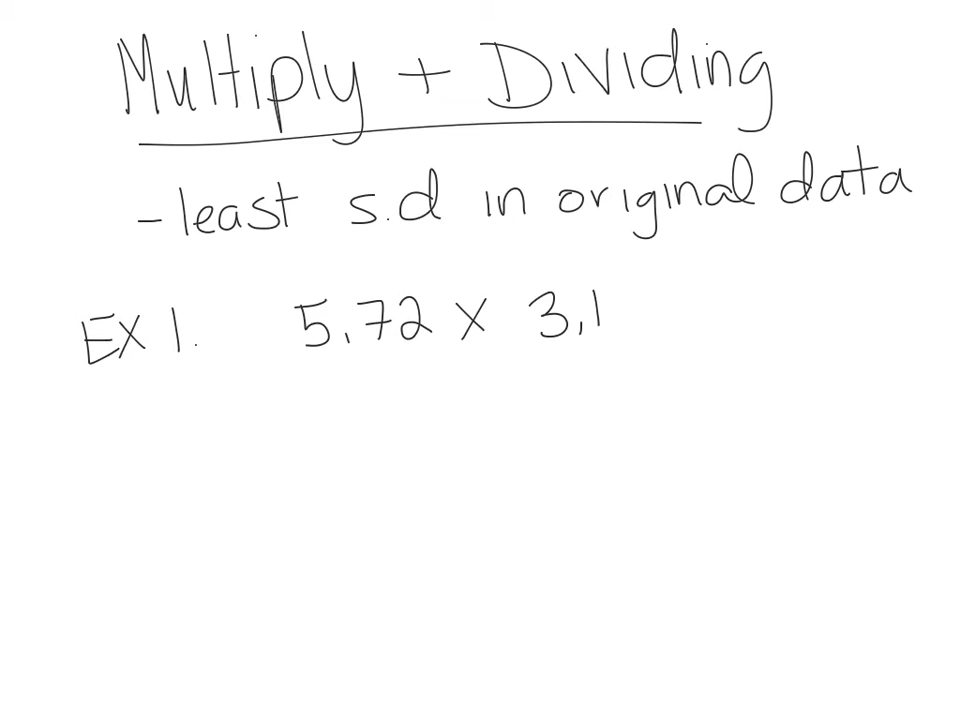 Multiply + Dividing
- least s.d in original data
EX 1. 5.72 x 3.1